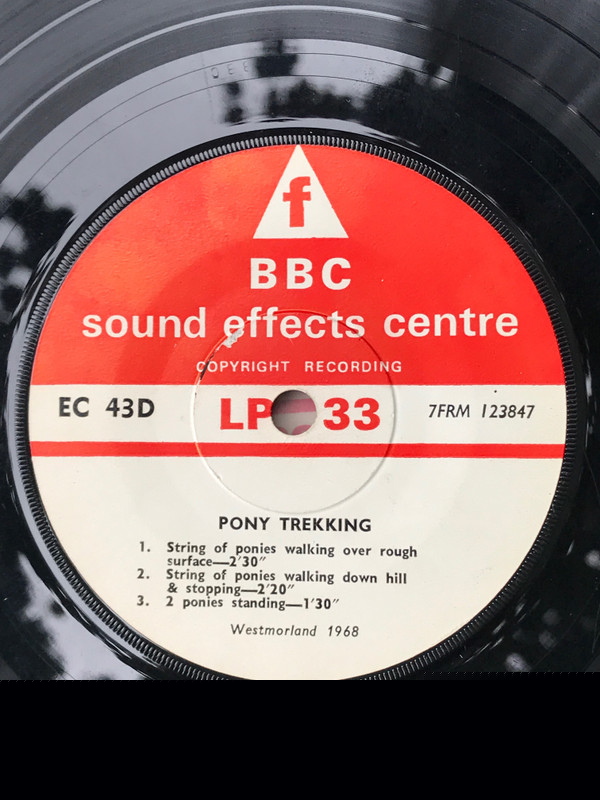 f
BBC
sound effects centre
COPYRIGHT RECORDING
EC 43D
LP 33
7FRM 123847
PONY TREKKING
1. String of ponies walking over rough
surface—2'30"
2. String of ponies walking down hill
& stopping—2'20"
3. 2 ponies standing—1'30"
Westmorland 1968